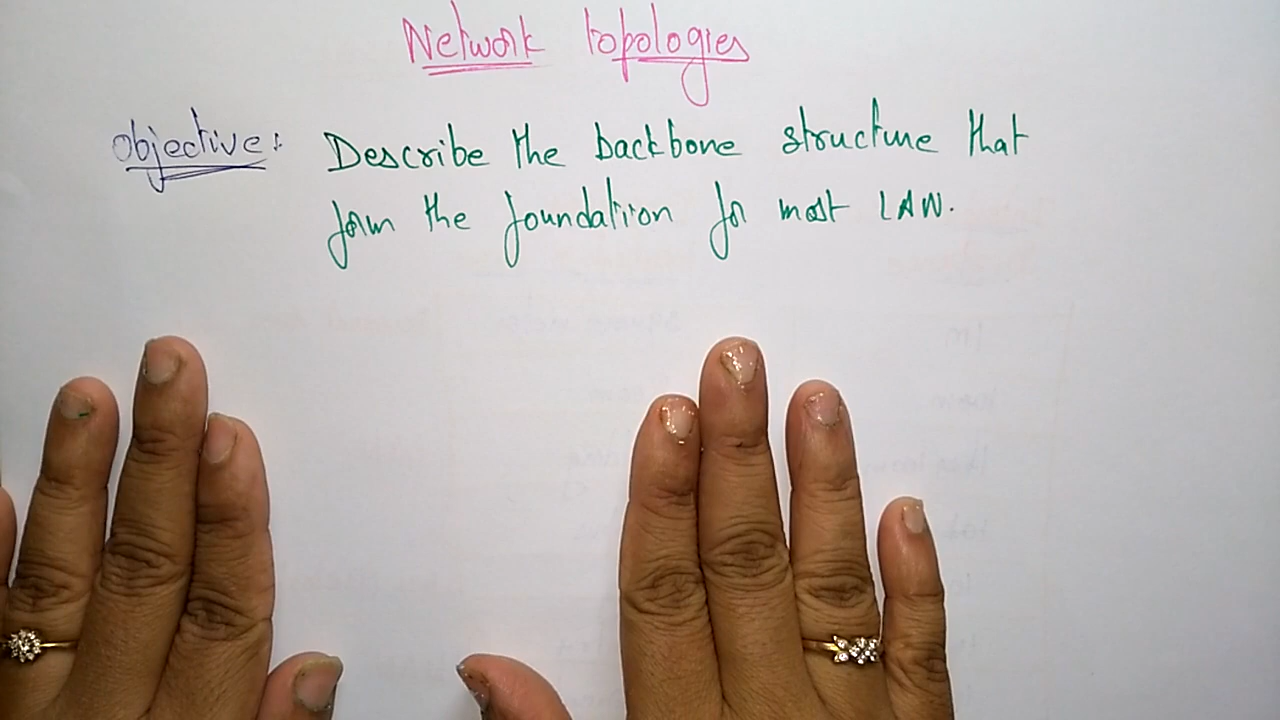 Network topologies
Objective: Describe the backbone structure that
form the foundation for most LAN.